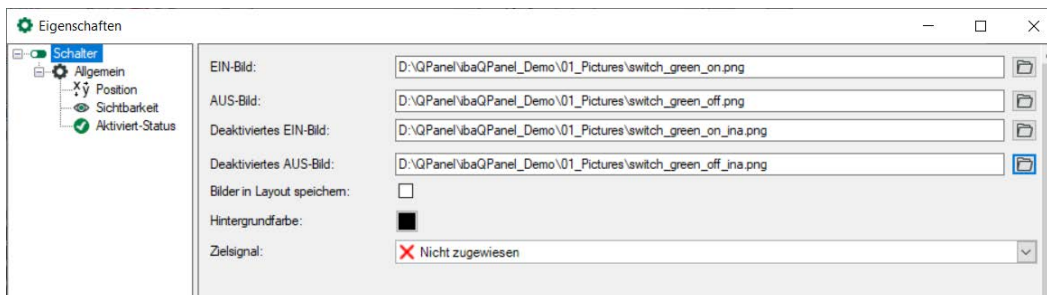 Eigenschaften
Schalter
Allgemein
Position
Sichtbarkeit
Aktiviert-Status
EIN-Bild: D:\QPanel\ibaQPanel_Demo\01_Pictures\switch_green_on.png
AUS-Bild: D:\QPanel\ibaQPanel_Demo\01_Pictures\switch_green_off.png
Deaktiviertes EIN-Bild: D:\QPanel\ibaQPanel_Demo\01_Pictures\switch_green_on_ina.png
Deaktiviertes AUS-Bild: D:\QPanel\ibaQPanel_Demo\01_Pictures\switch_green_off_ina.png
Bilder in Layout speichern:
Hintergrundfarbe:
Zielsignal: Nicht zugewiesen